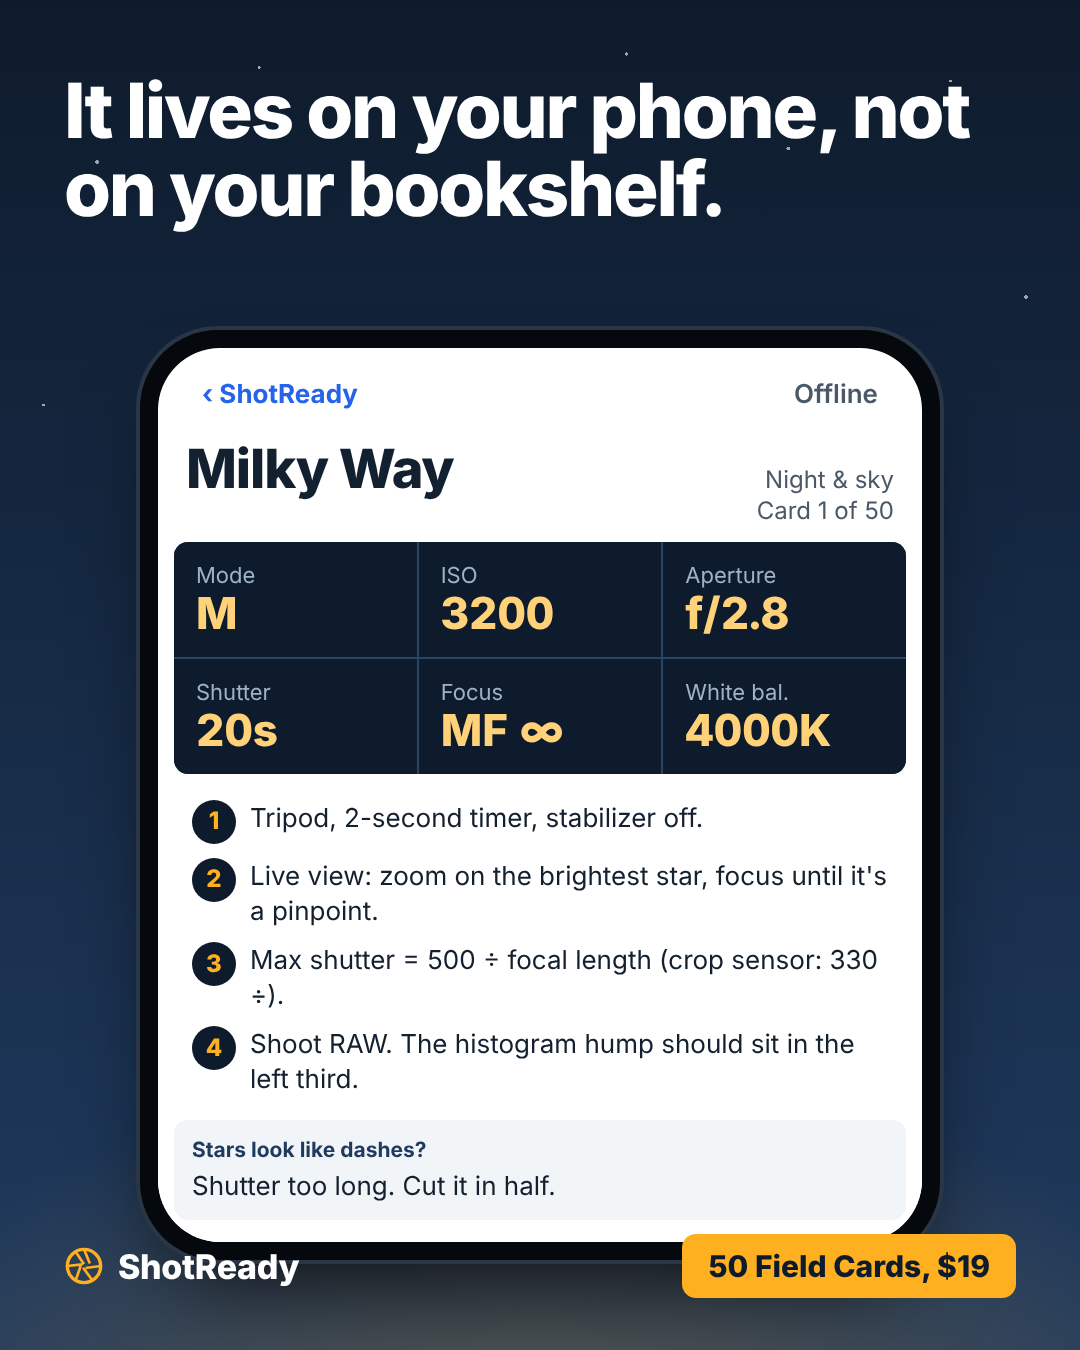 It lives on your phone, not
on your bookshelf.
‹ ShotReady
Offline
Milky Way
Night & sky
Card 1 of 50
Mode
M
ISO
3200
Aperture
f/2.8
Shutter
20s
Focus
MF ∞
White bal.
4000K
1 Tripod, 2-second timer, stabilizer off.
2 Live view: zoom on the brightest star, focus until it's
a pinpoint.
3 Max shutter = 500 ÷ focal length (crop sensor: 330
÷).
4 Shoot RAW. The histogram hump should sit in the
left third.
Stars look like dashes?
Shutter too long. Cut it in half.
ShotReady
50 Field Cards, $19